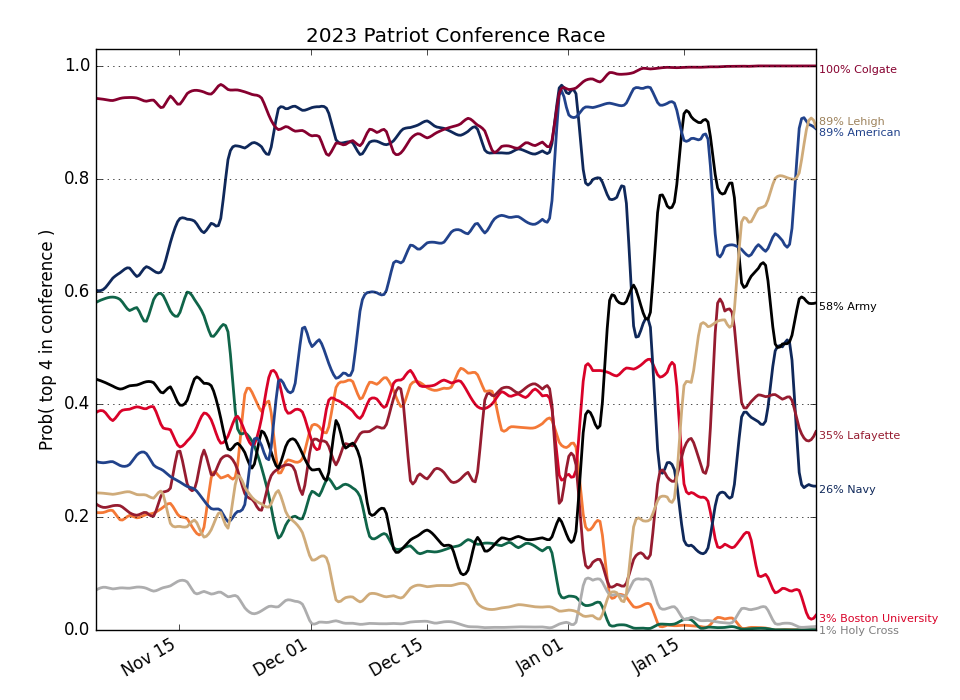 2023 Patriot Conference Race
Prob( top 4 in conference )
1.0
0.8
0.6
0.4
0.2
0.0
Nov 15
Dec 01
Dec 15
Jan 01
Jan 15
100% Colgate
89% Lehigh
89% American
58% Army
35% Lafayette
26% Navy
3% Boston University
1% Holy Cross